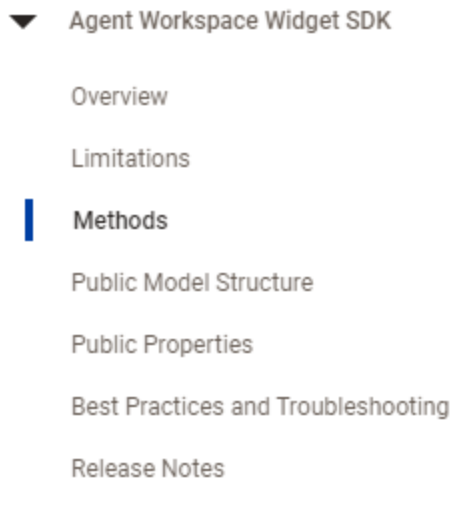 Agent Workspace Widget SDK
Overview
Limitations
Methods
Public Model Structure
Public Properties
Best Practices and Troubleshooting
Release Notes